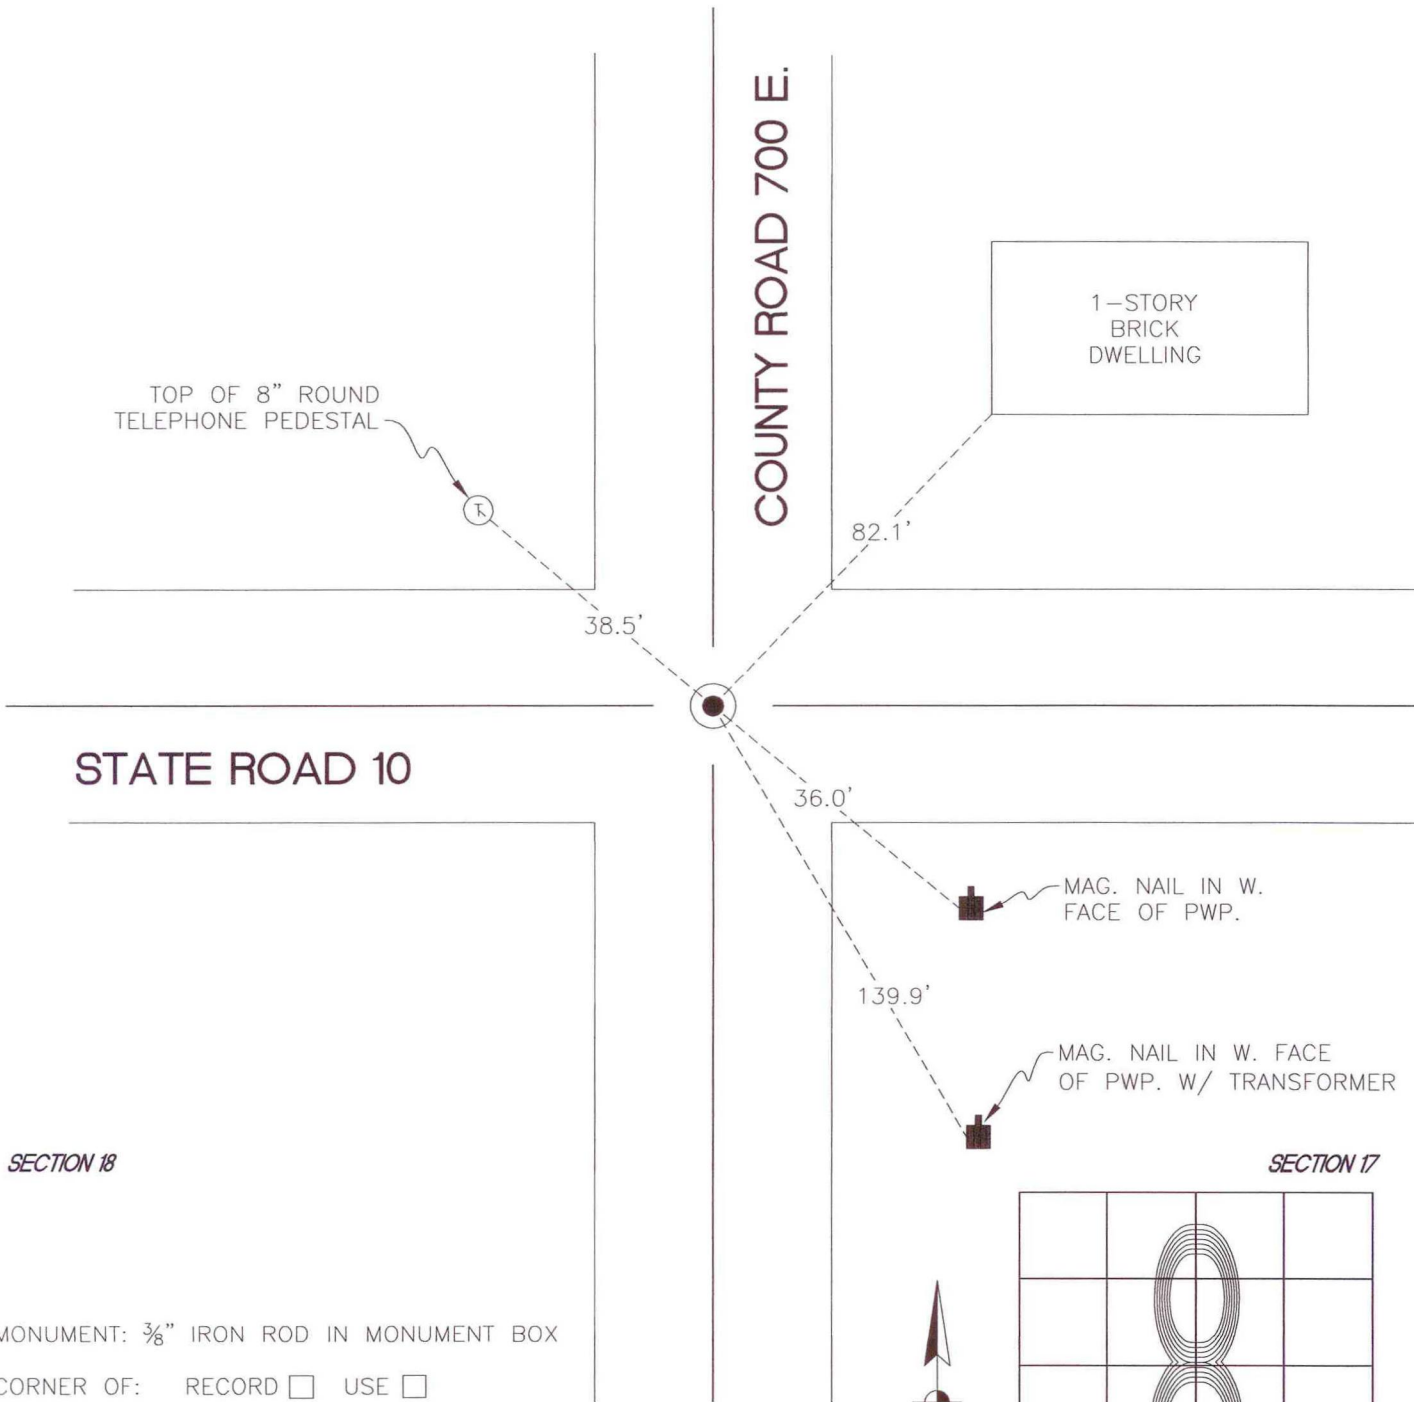 COUNTY ROAD 700 E.
1-STORY
BRICK
DWELLING
TOP OF 8" ROUND
TELEPHONE PEDESTAL
82.1'
38.5'
STATE ROAD 10
36.0'
MAG. NAIL IN W.
FACE OF PWP.
139.9'
MAG. NAIL IN W. FACE
OF PWP. W/ TRANSFORMER
SECTION 18
SECTION 17
MONUMENT: ⅜" IRON ROD IN MONUMENT BOX
CORNER OF: RECORD ☐ USE ☐